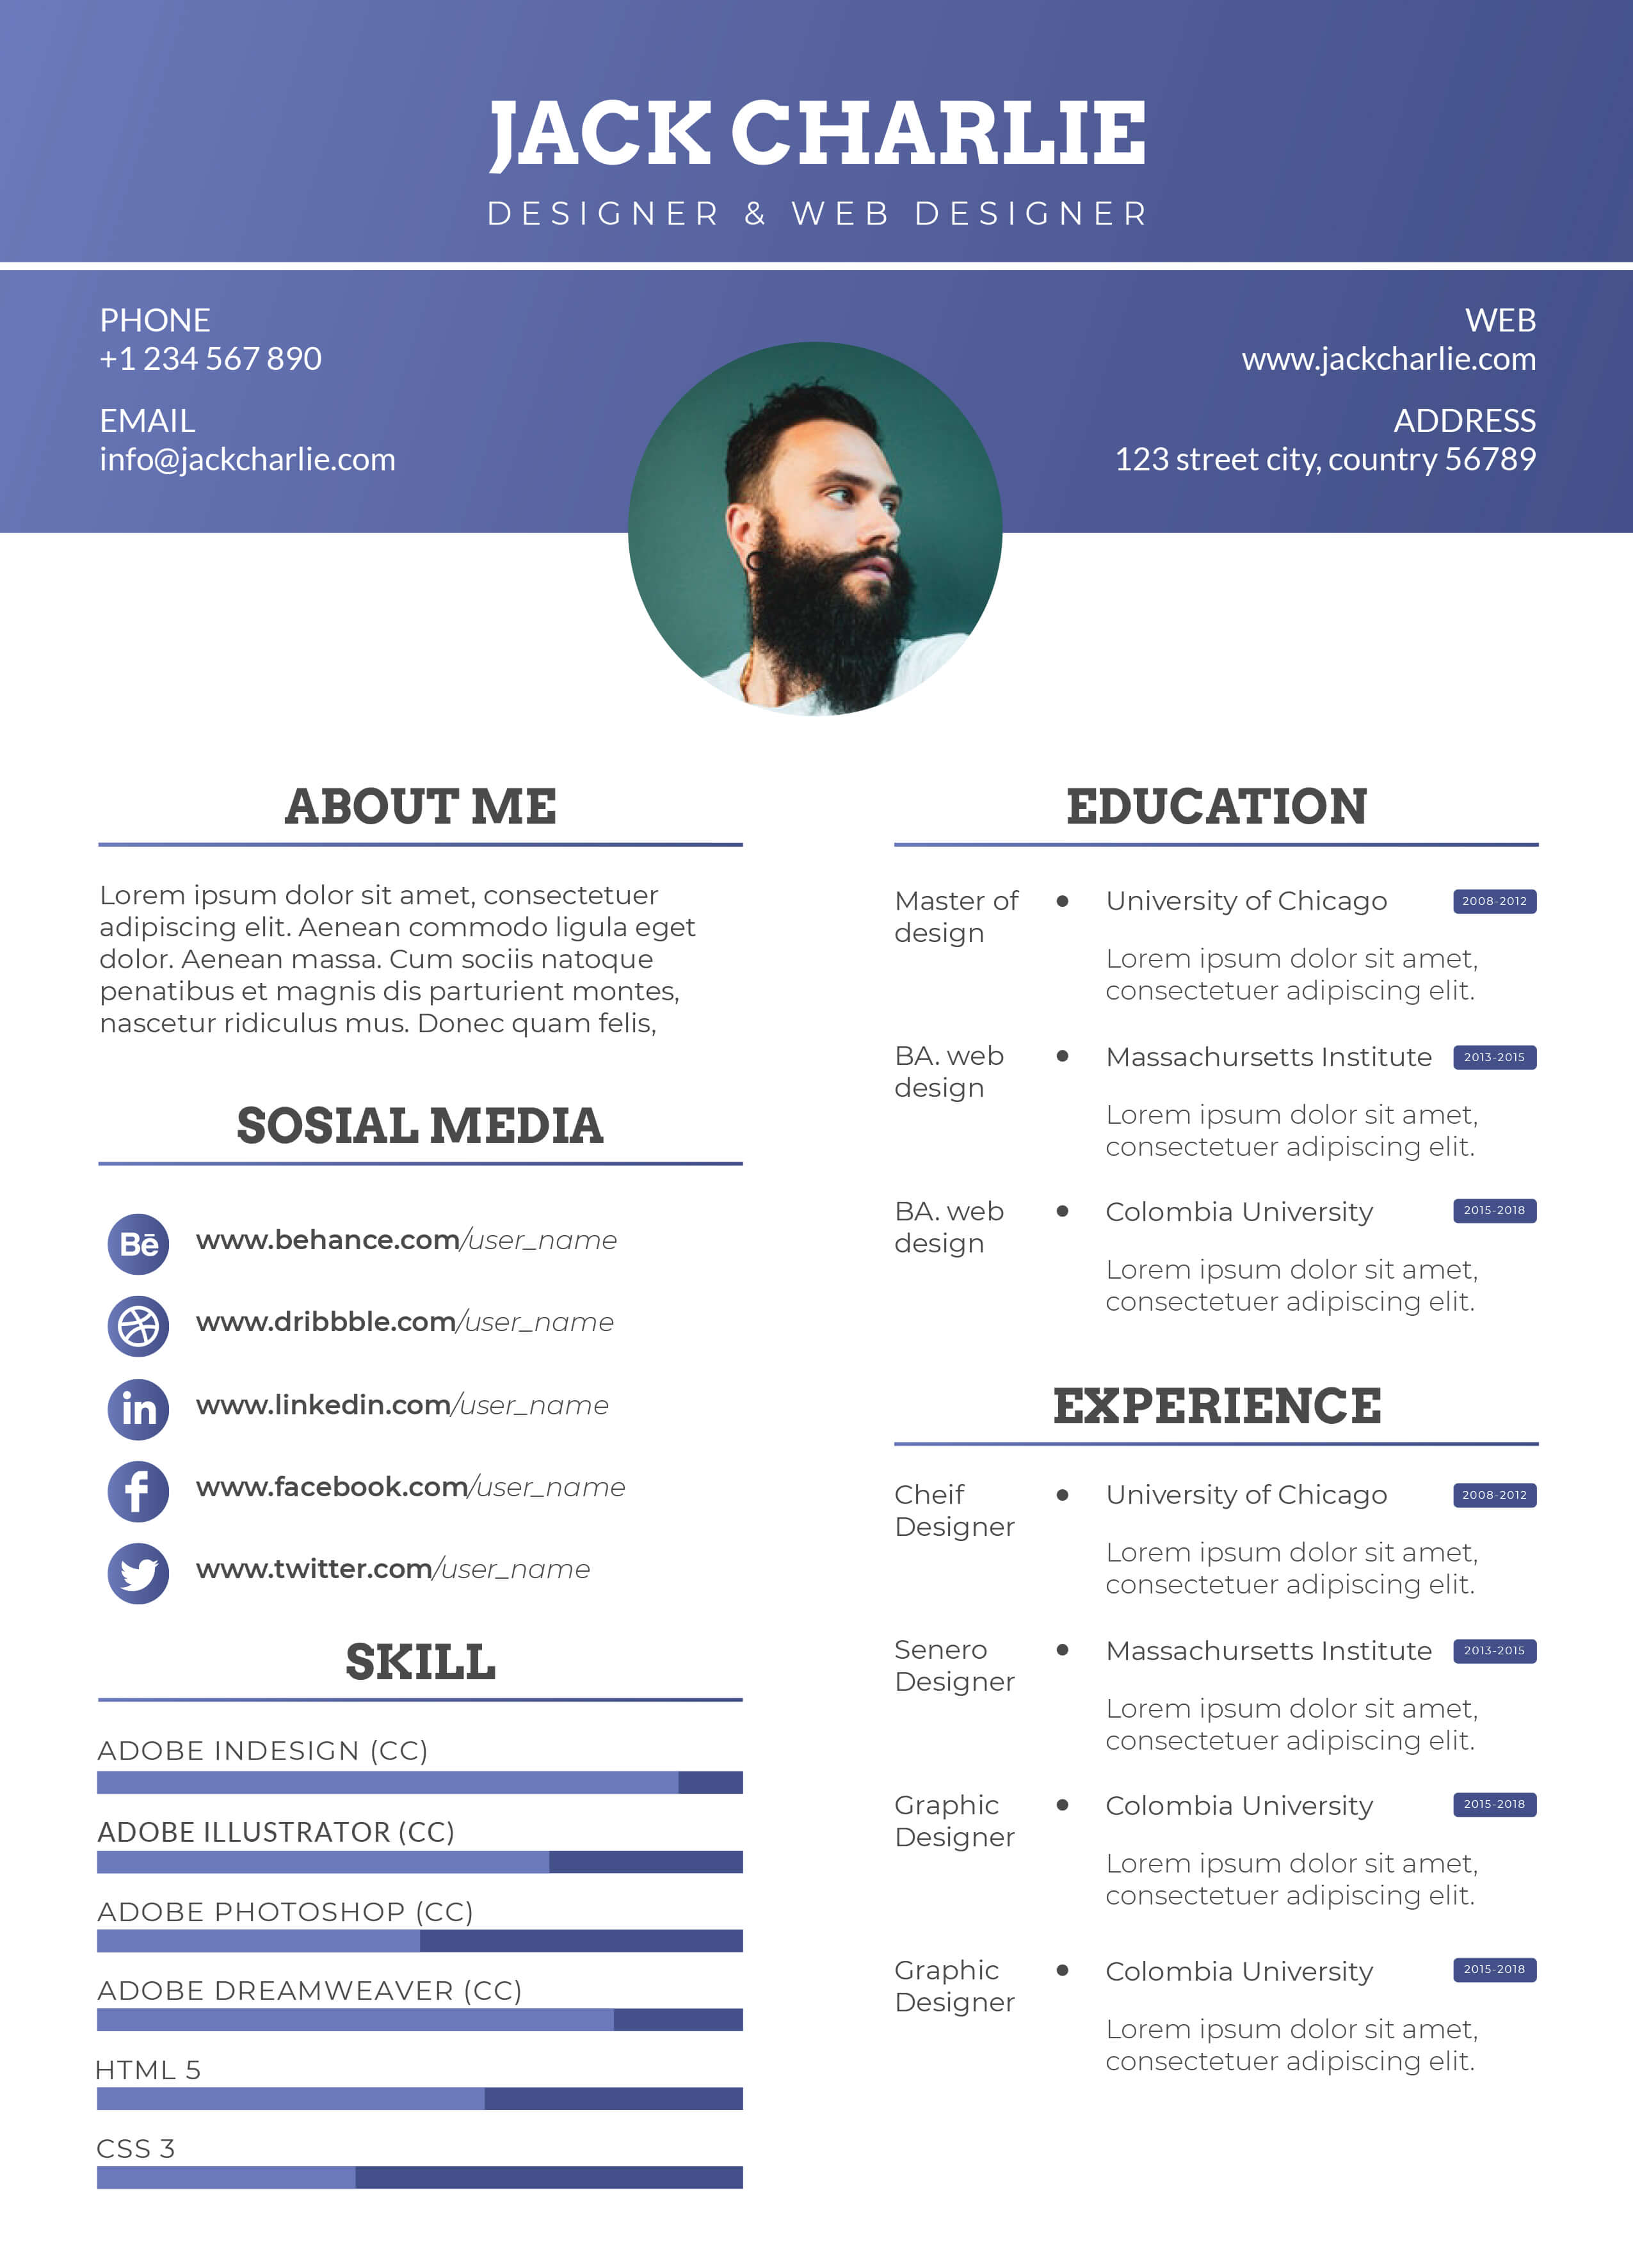 JACK CHARLIE
DESIGNER & WEB DESIGNER
PHONE
+1 234 567 890
EMAIL
info@jackcharlie.com
WEB
www.jackcharlie.com
ADDRESS
123 street city, country 56789
ABOUT ME
Lorem ipsum dolor sit amet, consectetuer
adipiscing elit. Aenean commodo ligula eget
dolor. Aenean massa. Cum sociis natoque
penatibus et magnis dis parturient montes,
nascetur ridiculus mus. Donec quam felis,
SOSIAL MEDIA
Bē www.behance.com/user_name
www.dribbble.com/user_name
in www.linkedin.com/user_name
f www.facebook.com/user_name
www.twitter.com/user_name
SKILL
ADOBE INDESIGN (CC)
ADOBE ILLUSTRATOR (CC)
ADOBE PHOTOSHOP (CC)
ADOBE DREAMWEAVER (CC)
HTML 5
CSS 3
EDUCATION
Master of
design
• University of Chicago 2008-2012
Lorem ipsum dolor sit amet,
consectetuer adipiscing elit.
BA. web
design
• Massachursetts Institute 2013-2015
Lorem ipsum dolor sit amet,
consectetuer adipiscing elit.
BA. web
design
• Colombia University 2015-2018
Lorem ipsum dolor sit amet,
consectetuer adipiscing elit.
EXPERIENCE
Cheif
Designer
• University of Chicago 2008-2012
Lorem ipsum dolor sit amet,
consectetuer adipiscing elit.
Senero
Designer
• Massachursetts Institute 2013-2015
Lorem ipsum dolor sit amet,
consectetuer adipiscing elit.
Graphic
Designer
• Colombia University 2015-2018
Lorem ipsum dolor sit amet,
consectetuer adipiscing elit.
Graphic
Designer
• Colombia University 2015-2018
Lorem ipsum dolor sit amet,
consectetuer adipiscing elit.